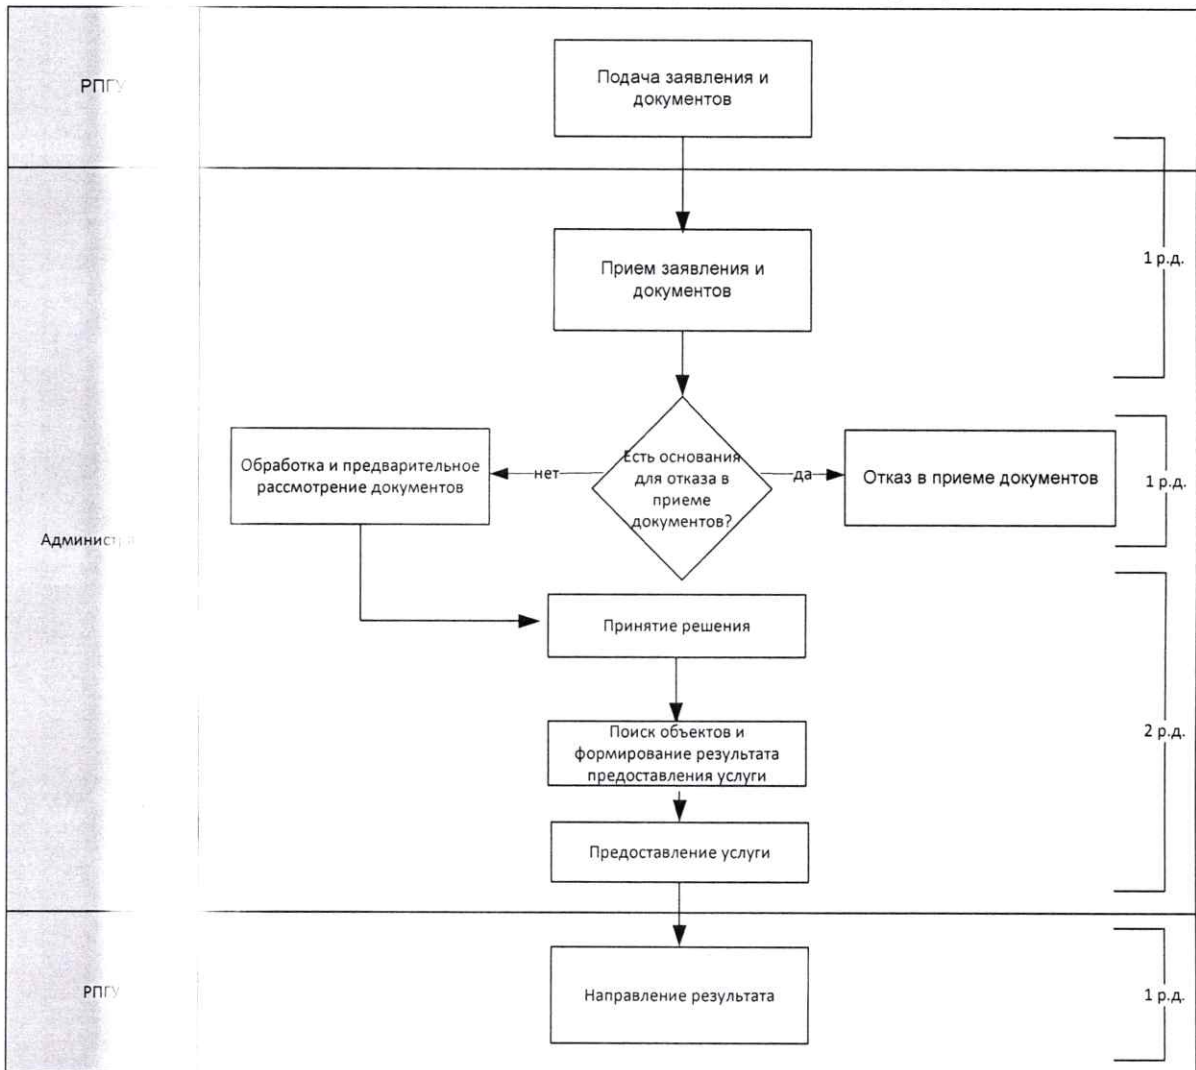 РПГУ
Подача заявления и
документов
Прием заявления и
документов
1 р.д.
Обработка и предварительное
рассмотрение документов
нет
Есть основания
для отказа в
приеме
документов?
да
Отказ в приеме документов
1 р.д.
Принятие решения
Поиск объектов и
формирование результата
предоставления услуги
2 р.д.
Предоставление услуги
РПГУ
Направление результата
1 р.д.